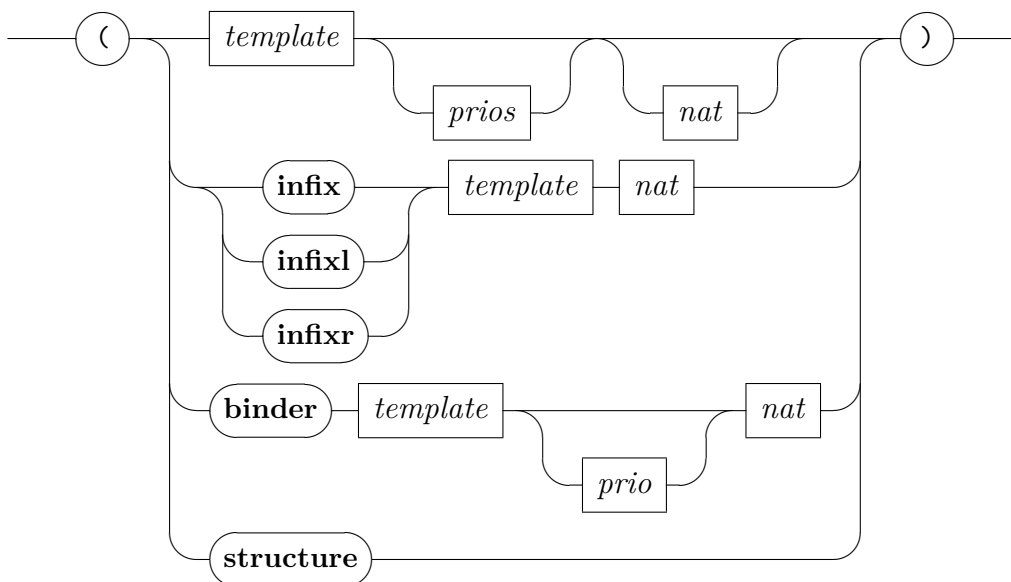 ( template )
prios nat
infix template nat
infixl
infixr
binder template nat
prio
structure